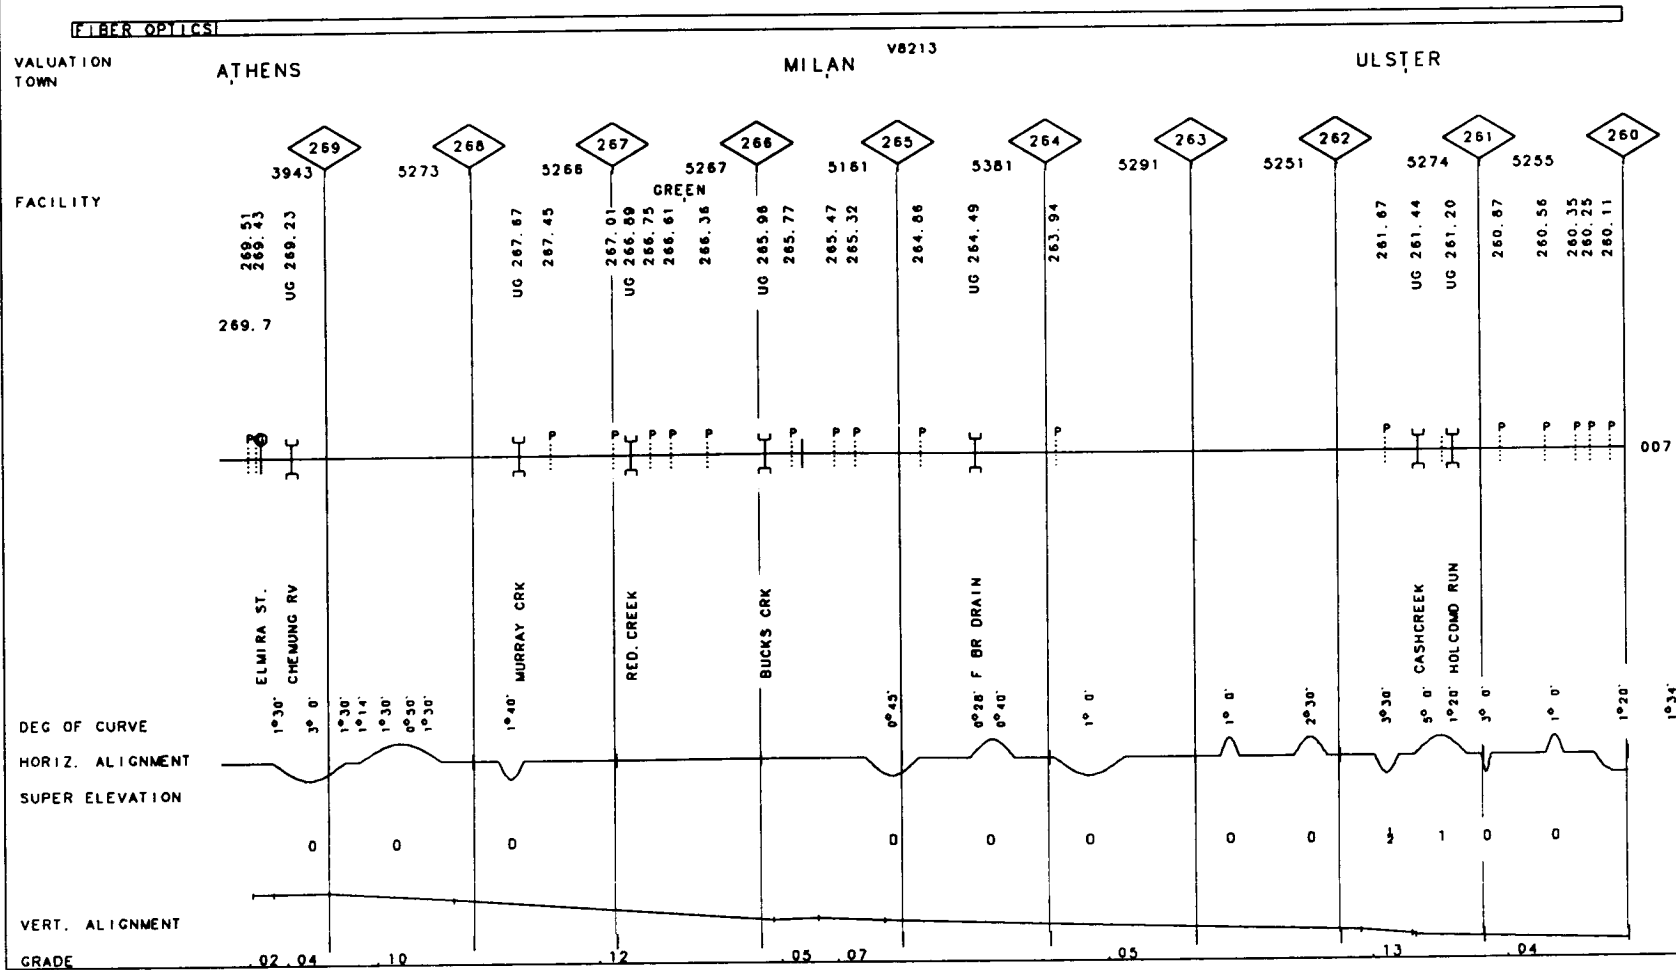 FIBER OPTICS
V8213
VALUATION
TOWN
ATHENS MILAN ULSTER
269 268 267 266 265 264 263 262 261 260
3943 5273 5266 5267 5161 5381 5291 5251 5274 5255
GREEN
FACILITY
269.51
269.43
UG 269.23
UG 267.67
267.45
267.01
UG 266.89
266.75
266.61
266.36
UG 265.96
265.77
265.47
265.32
264.86
UG 264.49
263.94
261.67
UG 261.44
UG 261.20
260.87
260.56
260.35
260.25
260.11
269.7
P P P P P P P P P P P P P P P P P
007
ELMIRA ST.
CHEMUNG RV
MURRAY CRK
RED.CREEK
BUCKS CRK
F BR DRAIN
CASHCREEK
HOLCOMD RUN
DEG OF CURVE
1°30' 3° 0' 1°30' 1°14' 1°30' 0°50' 1°30' 1°40' 0°45' 0°28' 0°40' 1° 0' 1° 0' 2°30' 3°30' 5° 0' 1°20' 3° 0' 1° 0' 1°20' 1°34'
HORIZ. ALIGNMENT
SUPER ELEVATION
0 0 0 0 0 0 0 0 ½ 1 0 0
VERT. ALIGNMENT
GRADE .02 .04 .10 .12 .05 .07 .05 .13 .04